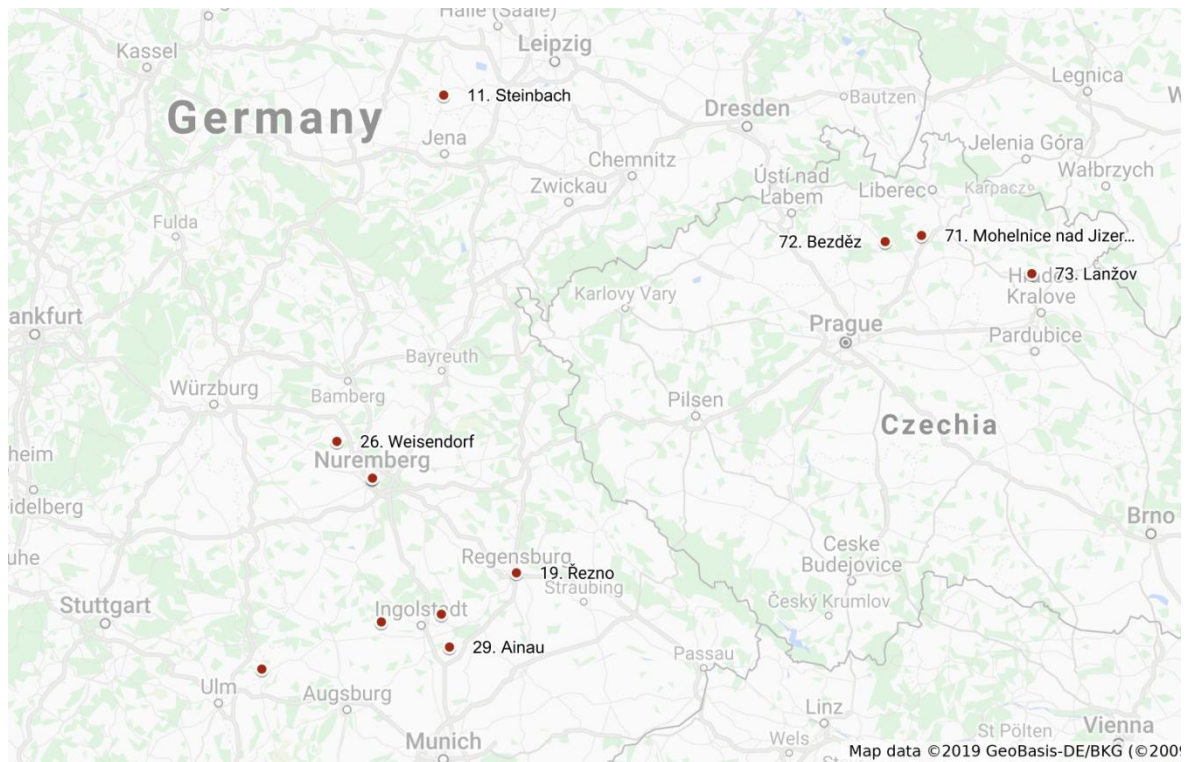 Halle (Saale)
Kassel
Leipzig
Legnica
11. Steinbach
Bautzen
Germany
Dresden
Jena
Jelenia Góra
Chemnitz
Wałbrzych
Zwickau
Ústí nad
Labem
Liberec
Karpacz
Fulda
72. Bezděz
71. Mohelnice nad Jizer...
73. Lanžov
Hradec
Kralove
Karlovy Vary
ankfurt
Prague
Pardubice
Bayreuth
Würzburg
Bamberg
Pilsen
Czechia
26. Weisendorf
heim
Nuremberg
idelberg
Brno
uhe
Regensburg
19. Řezno
Straubing
Ceske
Budejovice
Stuttgart
Ingolstadt
Český Krumlov
29. Ainau
Passau
Ulm
Augsburg
Linz
St Pölten
Vienna
Munich
Wels
Map data ©2019 GeoBasis-DE/BKG (©2009